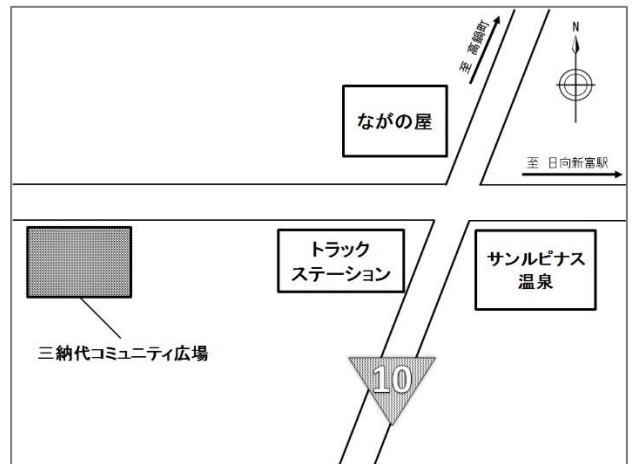 至 高鍋町
N
ながの屋
至 日向新富駅
トラック
ステーション
サンルピナス
温泉
三納代コミュニティ広場
10